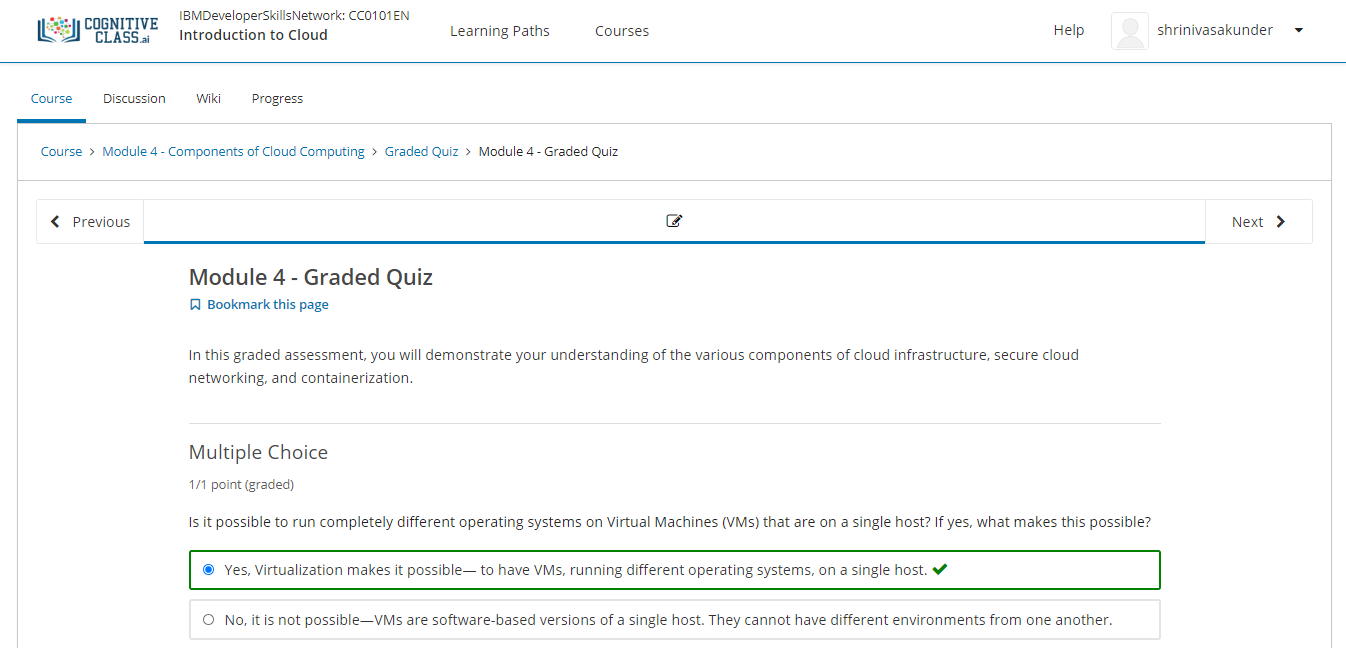 COGNITIVE
CLASS.ai
IBMDeveloperSkillsNetwork: CC0101EN
Introduction to Cloud
Learning Paths
Courses
Help
shrinivasakunder
Course
Discussion
Wiki
Progress
Course > Module 4 - Components of Cloud Computing > Graded Quiz > Module 4 - Graded Quiz
Previous
Next
Module 4 - Graded Quiz
Bookmark this page
In this graded assessment, you will demonstrate your understanding of the various components of cloud infrastructure, secure cloud
networking, and containerization.
Multiple Choice
1/1 point (graded)
Is it possible to run completely different operating systems on Virtual Machines (VMs) that are on a single host? If yes, what makes this possible?
Yes, Virtualization makes it possible— to have VMs, running different operating systems, on a single host.
No, it is not possible—VMs are software-based versions of a single host. They cannot have different environments from one another.